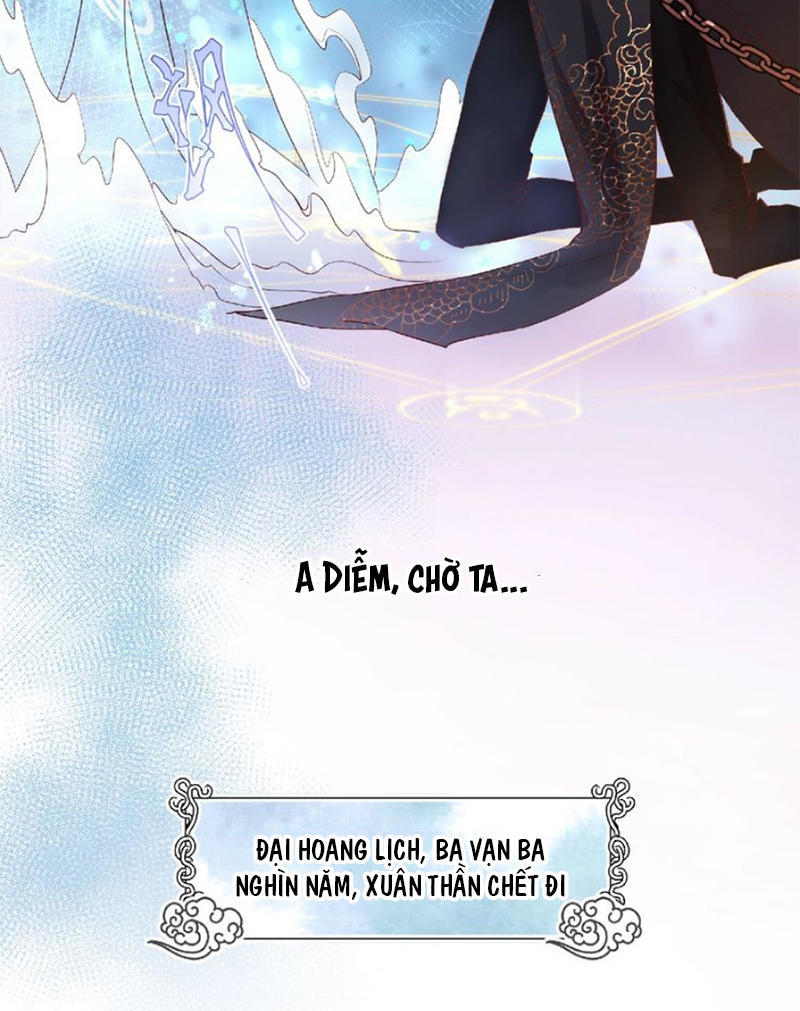 A DIỄM, CHỜ TA...
ĐẠI HOANG LỊCH, BA VẠN BA
NGHÌN NĂM, XUÂN THẦN CHẾT ĐI